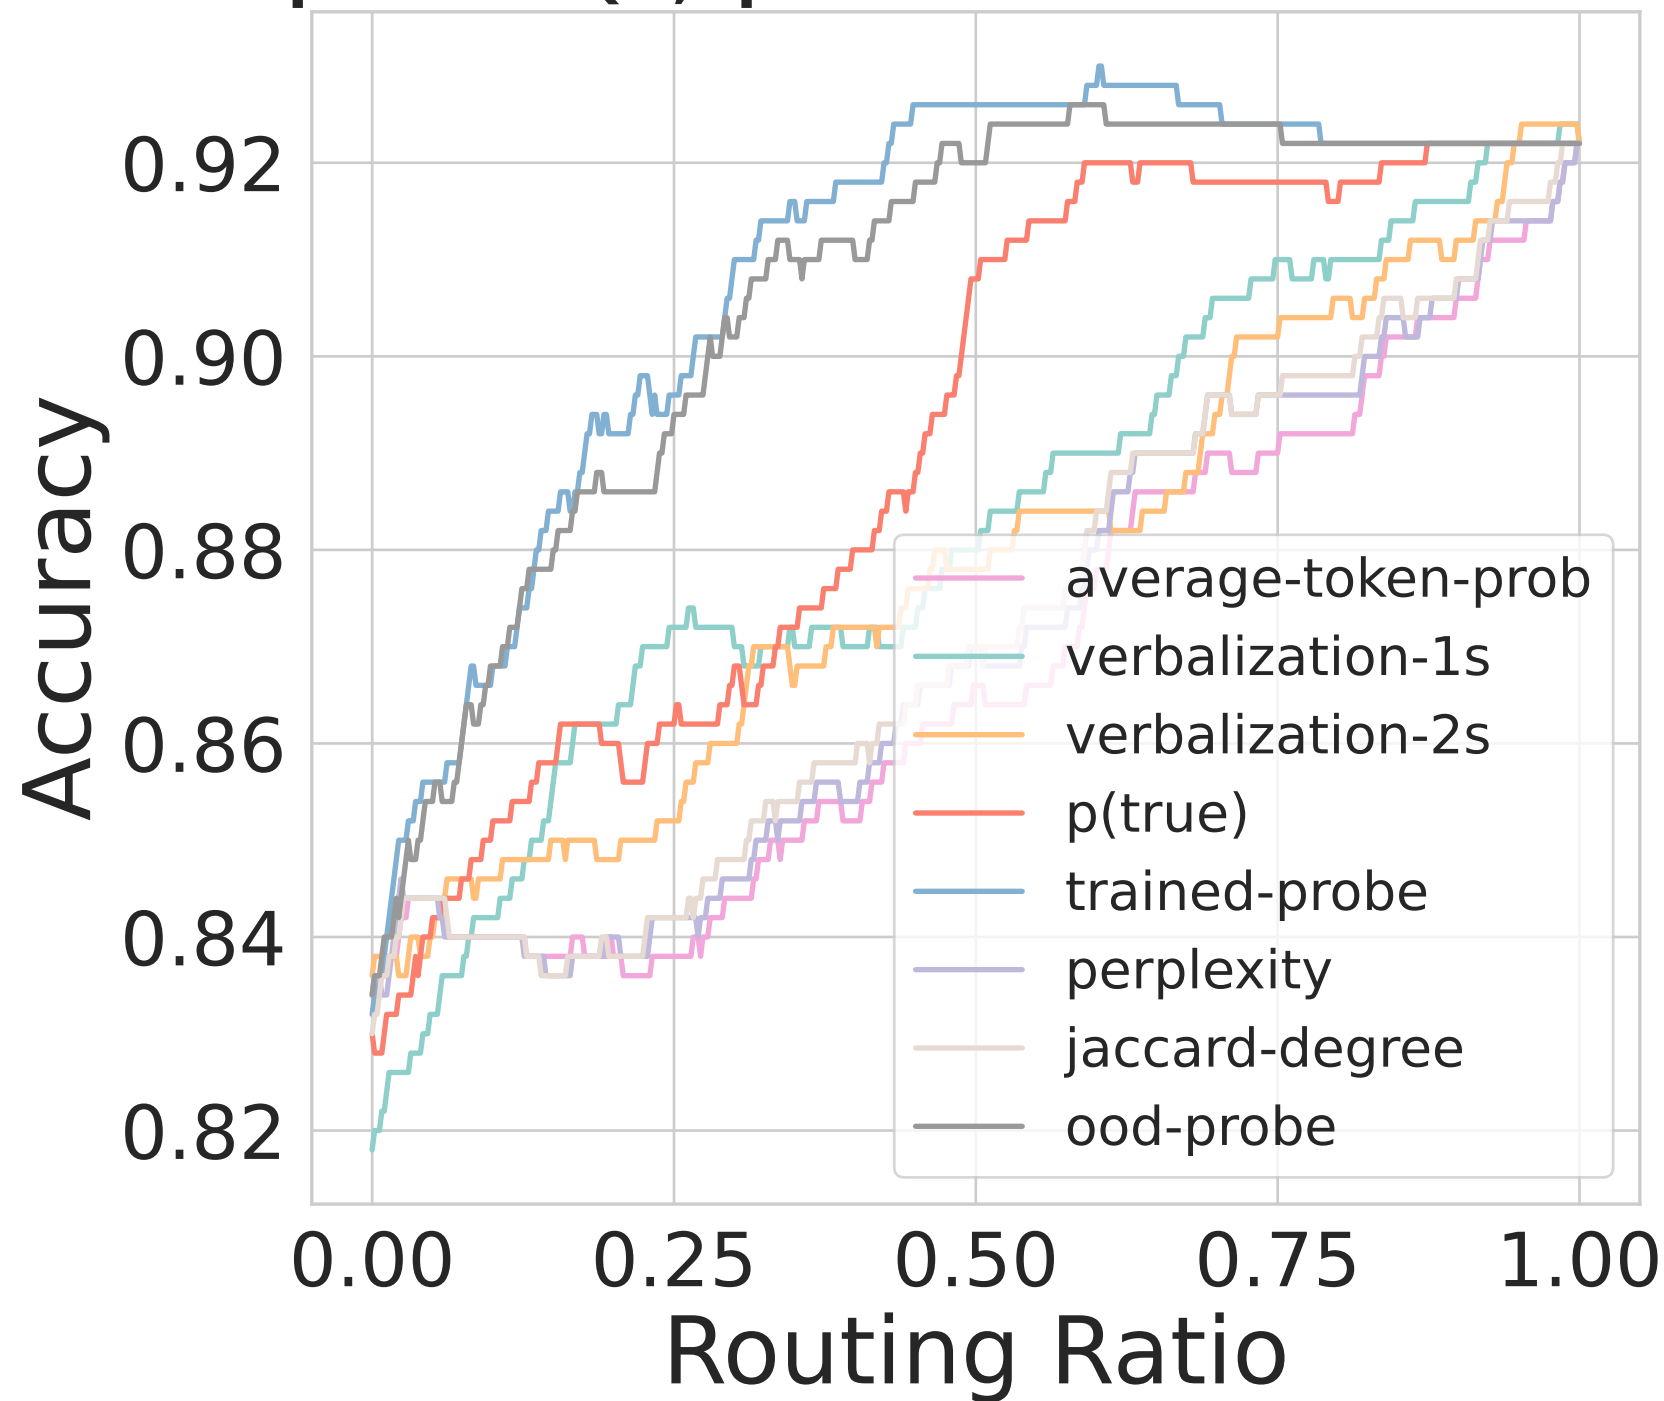 0.92
0.90
0.88
0.86
0.84
0.82
Accuracy
average-token-prob
verbalization-1s
verbalization-2s
p(true)
trained-probe
perplexity
jaccard-degree
ood-probe
0.00 0.25 0.50 0.75 1.00
Routing Ratio